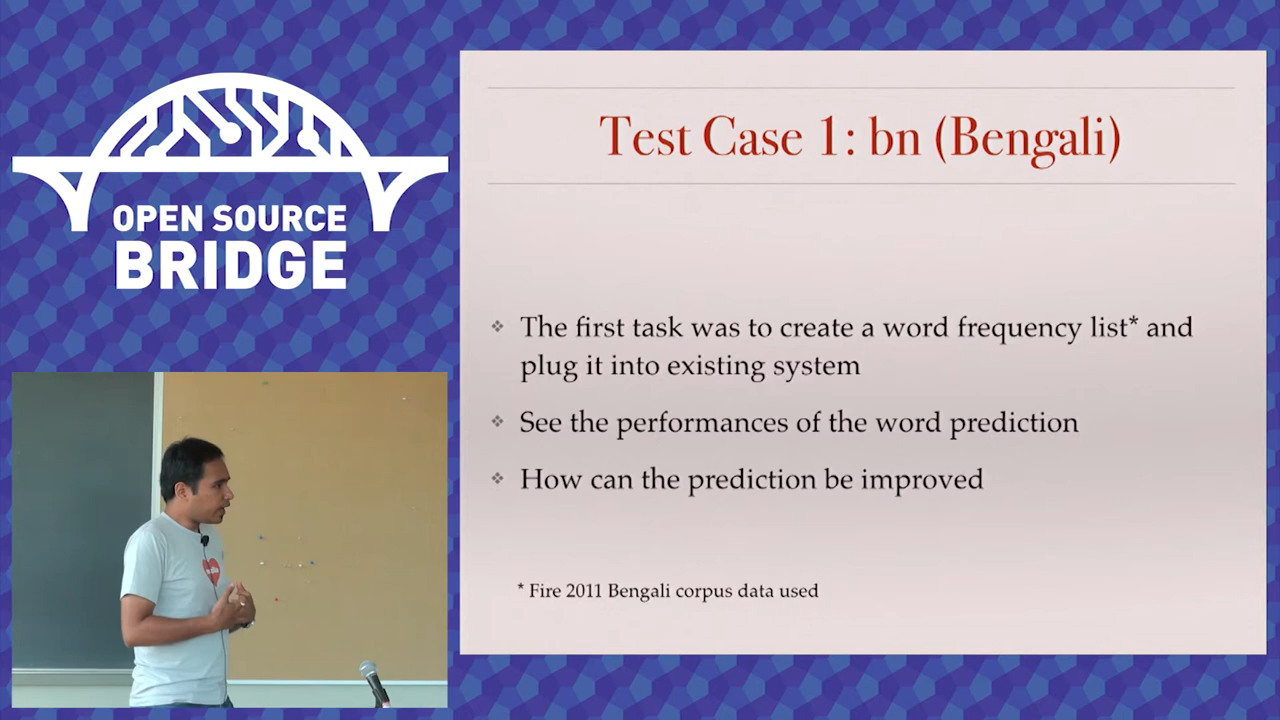 OPEN SOURCE
BRIDGE
Test Case 1: bn (Bengali)
❖ The first task was to create a word frequency list* and
plug it into existing system
❖ See the performances of the word prediction
❖ How can the prediction be improved
* Fire 2011 Bengali corpus data used